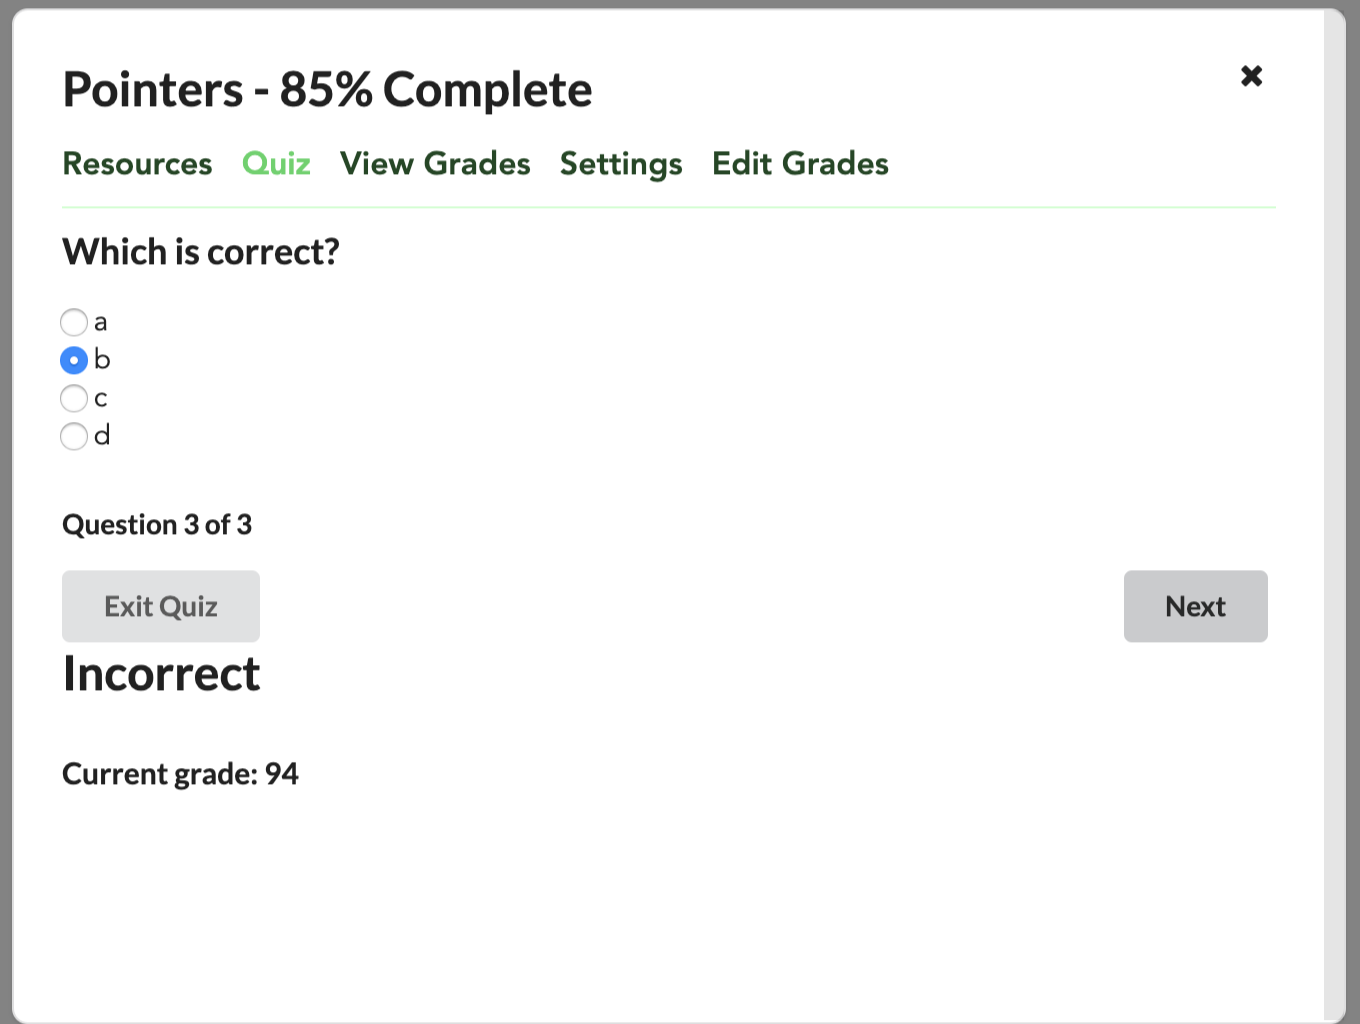 Pointers - 85% Complete
Resources Quiz View Grades Settings Edit Grades
Which is correct?
a
b
c
d
Question 3 of 3
Exit Quiz Next
Incorrect
Current grade: 94